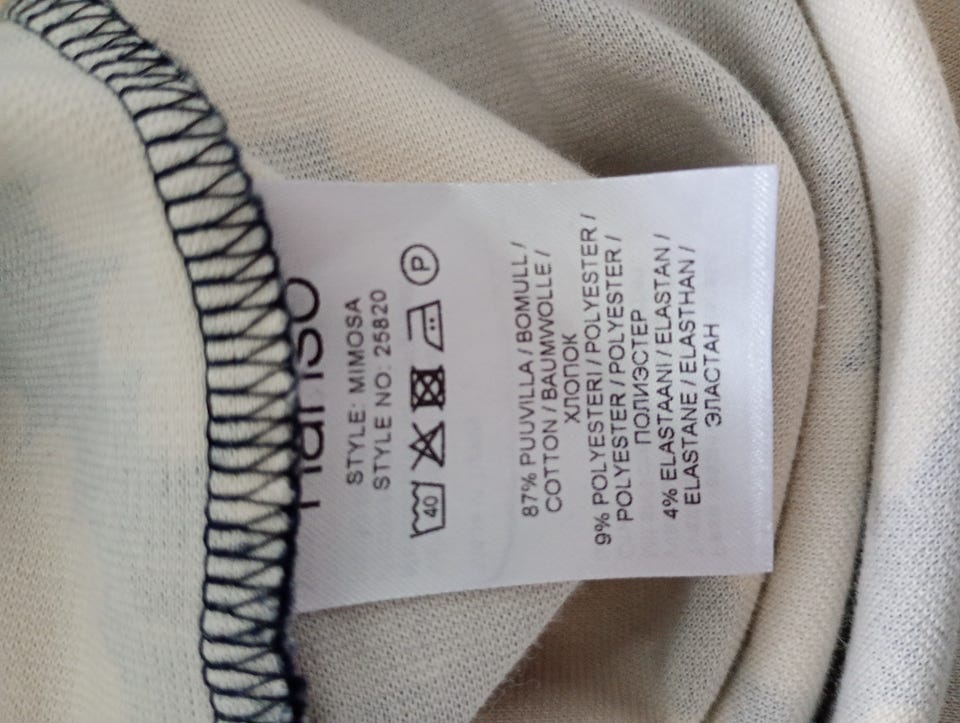 STYLE: MIMOSA
STYLE NO: 25820
40 P
87% PUUVILLA / BOMULL /
COTTON / BAUMWOLLE /
ХЛОПОК
9% POLYESTERI / POLYESTER /
POLYESTER / POLYESTER /
ПОЛИЭСТЕР
4% ELASTAANI / ELASTAN /
ELASTANE / ELASTHAN /
ЭЛАСТАН